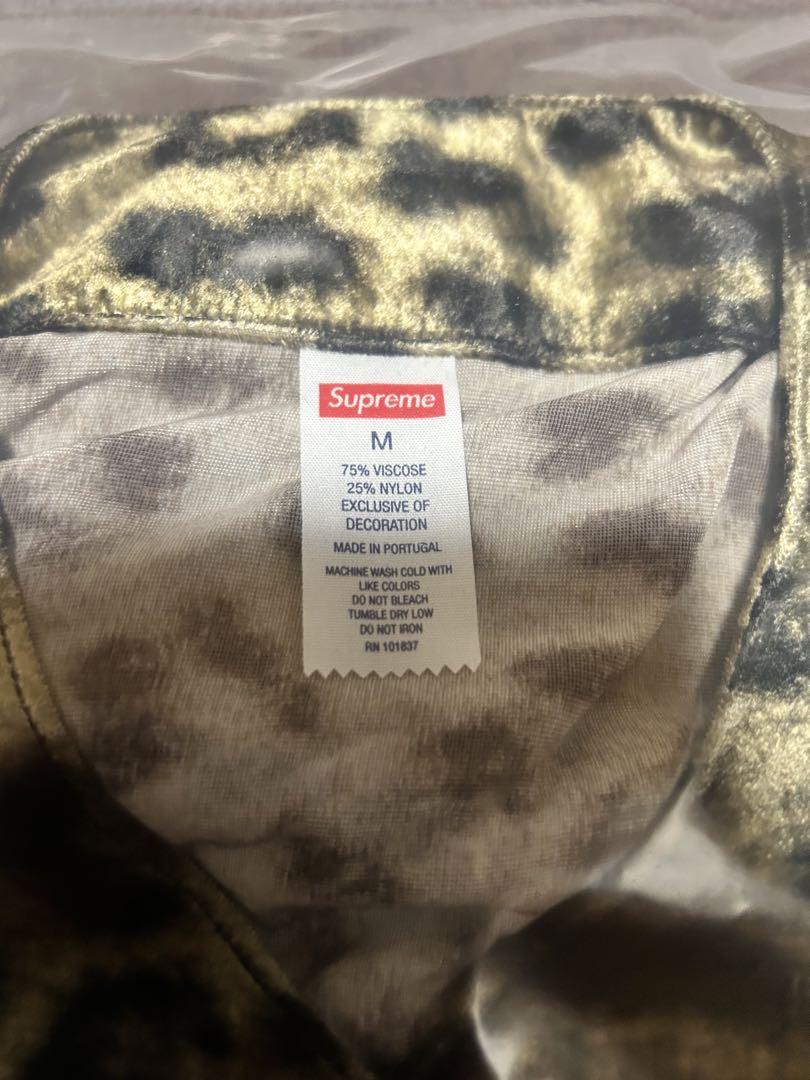 Supreme
M
75% VISCOSE
25% NYLON
EXCLUSIVE OF
DECORATION
MADE IN PORTUGAL
MACHINE WASH COLD WITH
LIKE COLORS
DO NOT BLEACH
TUMBLE DRY LOW
DO NOT IRON
RN 101837